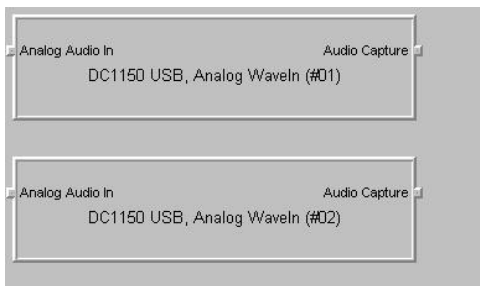 Analog Audio In Audio Capture
DC1150 USB, Analog WaveIn (#01)
Analog Audio In Audio Capture
DC1150 USB, Analog WaveIn (#02)